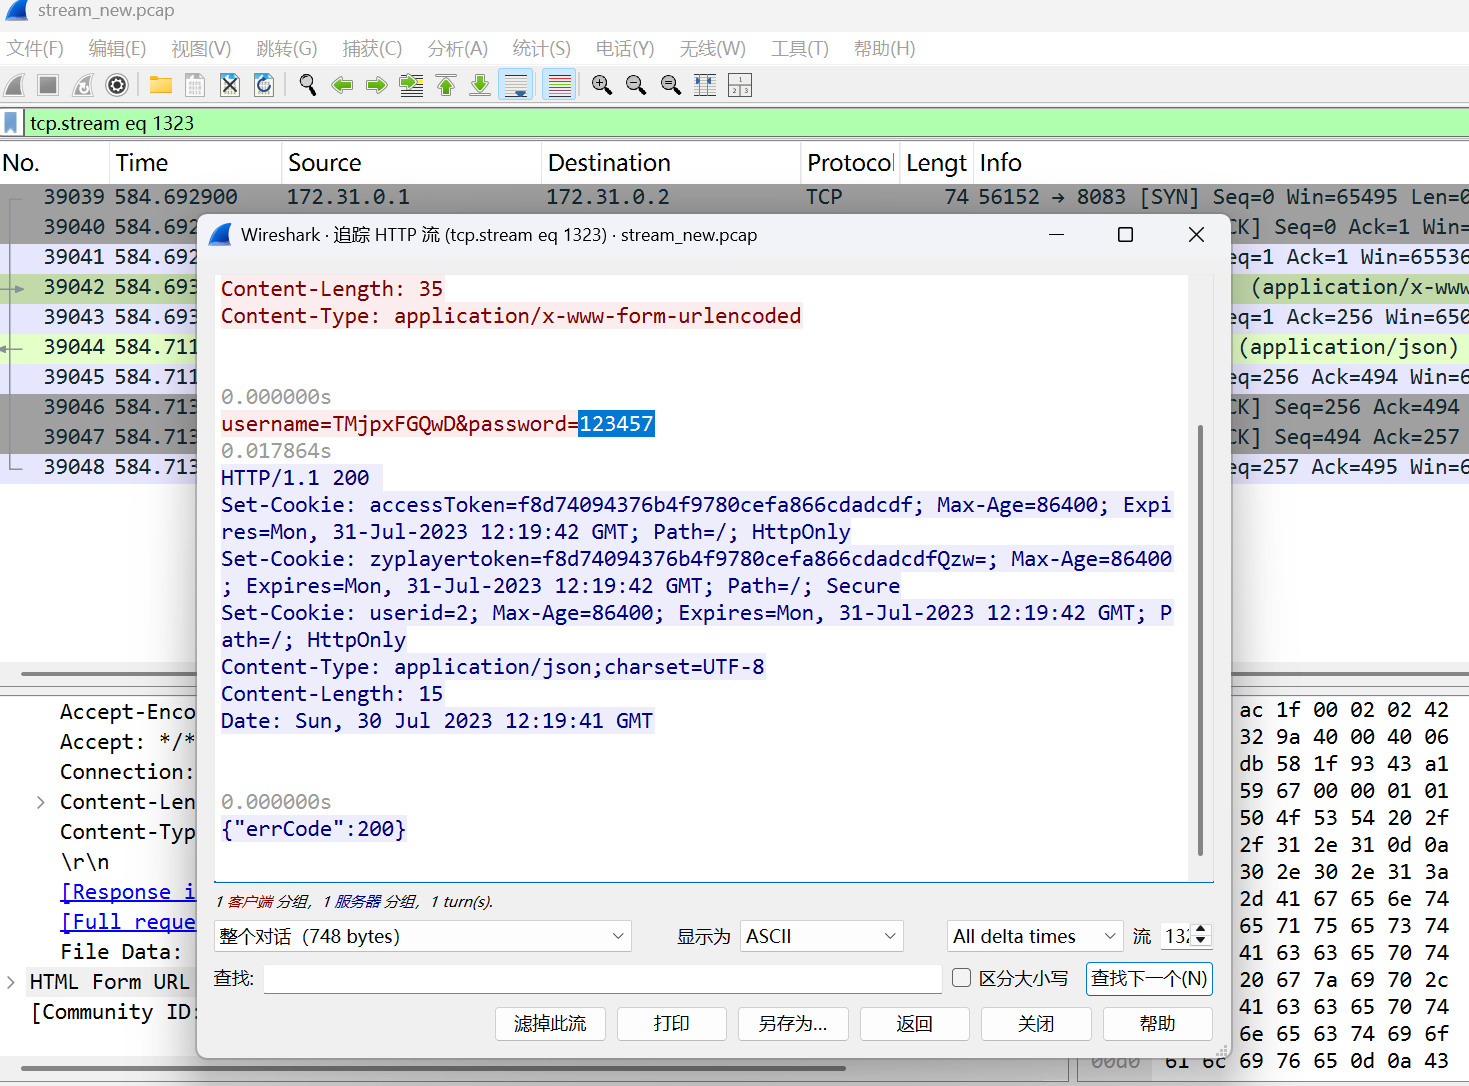 stream_new.pcap
文件(F) 编辑(E) 视图(V) 跳转(G) 捕获(C) 分析(A) 统计(S) 电话(Y) 无线(W) 工具(T) 帮助(H)
tcp.stream eq 1323
No. Time Source Destination Protocol Lengt Info
39039 584.692900 172.31.0.1 172.31.0.2 TCP 74 56152 → 8083 [SYN] Seq=0 Win=65495 Len=0
39040 584.692 CK] Seq=0 Ack=1 Win=
39041 584.692 eq=1 Ack=1 Win=65536
39042 584.693 (application/x-www
39043 584.693 eq=1 Ack=256 Win=650
39044 584.711 (application/json)
39045 584.711 eq=256 Ack=494 Win=6
39046 584.713 CK] Seq=256 Ack=494
39047 584.713 CK] Seq=494 Ack=257
39048 584.713 eq=257 Ack=495 Win=6
Wireshark · 追踪 HTTP 流 (tcp.stream eq 1323) · stream_new.pcap
Content-Length: 35
Content-Type: application/x-www-form-urlencoded
0.000000s
username=TMjpxFGQwD&password=123457
0.017864s
HTTP/1.1 200
Set-Cookie: accessToken=f8d74094376b4f9780cefa866cdadcdf; Max-Age=86400; Expi
res=Mon, 31-Jul-2023 12:19:42 GMT; Path=/; HttpOnly
Set-Cookie: zyplayertoken=f8d74094376b4f9780cefa866cdadcdfQzw=; Max-Age=86400
; Expires=Mon, 31-Jul-2023 12:19:42 GMT; Path=/; Secure
Set-Cookie: userid=2; Max-Age=86400; Expires=Mon, 31-Jul-2023 12:19:42 GMT; P
ath=/; HttpOnly
Content-Type: application/json;charset=UTF-8
Content-Length: 15
Date: Sun, 30 Jul 2023 12:19:41 GMT
0.000000s
{"errCode":200}
1 客户端 分组, 1 服务器 分组, 1 turn(s).
整个对话 (748 bytes) 显示为 ASCII All delta times 流 132
查找: 区分大小写 查找下一个(N)
滤掉此流 打印 另存为… 返回 关闭 帮助
Accept-Enco
Accept: */*
Connection:
Content-Len
Content-Typ
\r\n
[Response i
[Full reque
File Data:
HTML Form URL
[Community ID:
ac 1f 00 02 02 42
32 9a 40 00 40 06
db 58 1f 93 43 a1
59 67 00 00 01 01
50 4f 53 54 20 2f
2f 31 2e 31 0d 0a
30 2e 30 2e 31 3a
2d 41 67 65 6e 74
65 71 75 65 73 74
41 63 63 65 70 74
20 67 7a 69 70 2c
41 63 63 65 70 74
6e 65 63 74 69 6f
00d0 61 6c 69 76 65 0d 0a 43